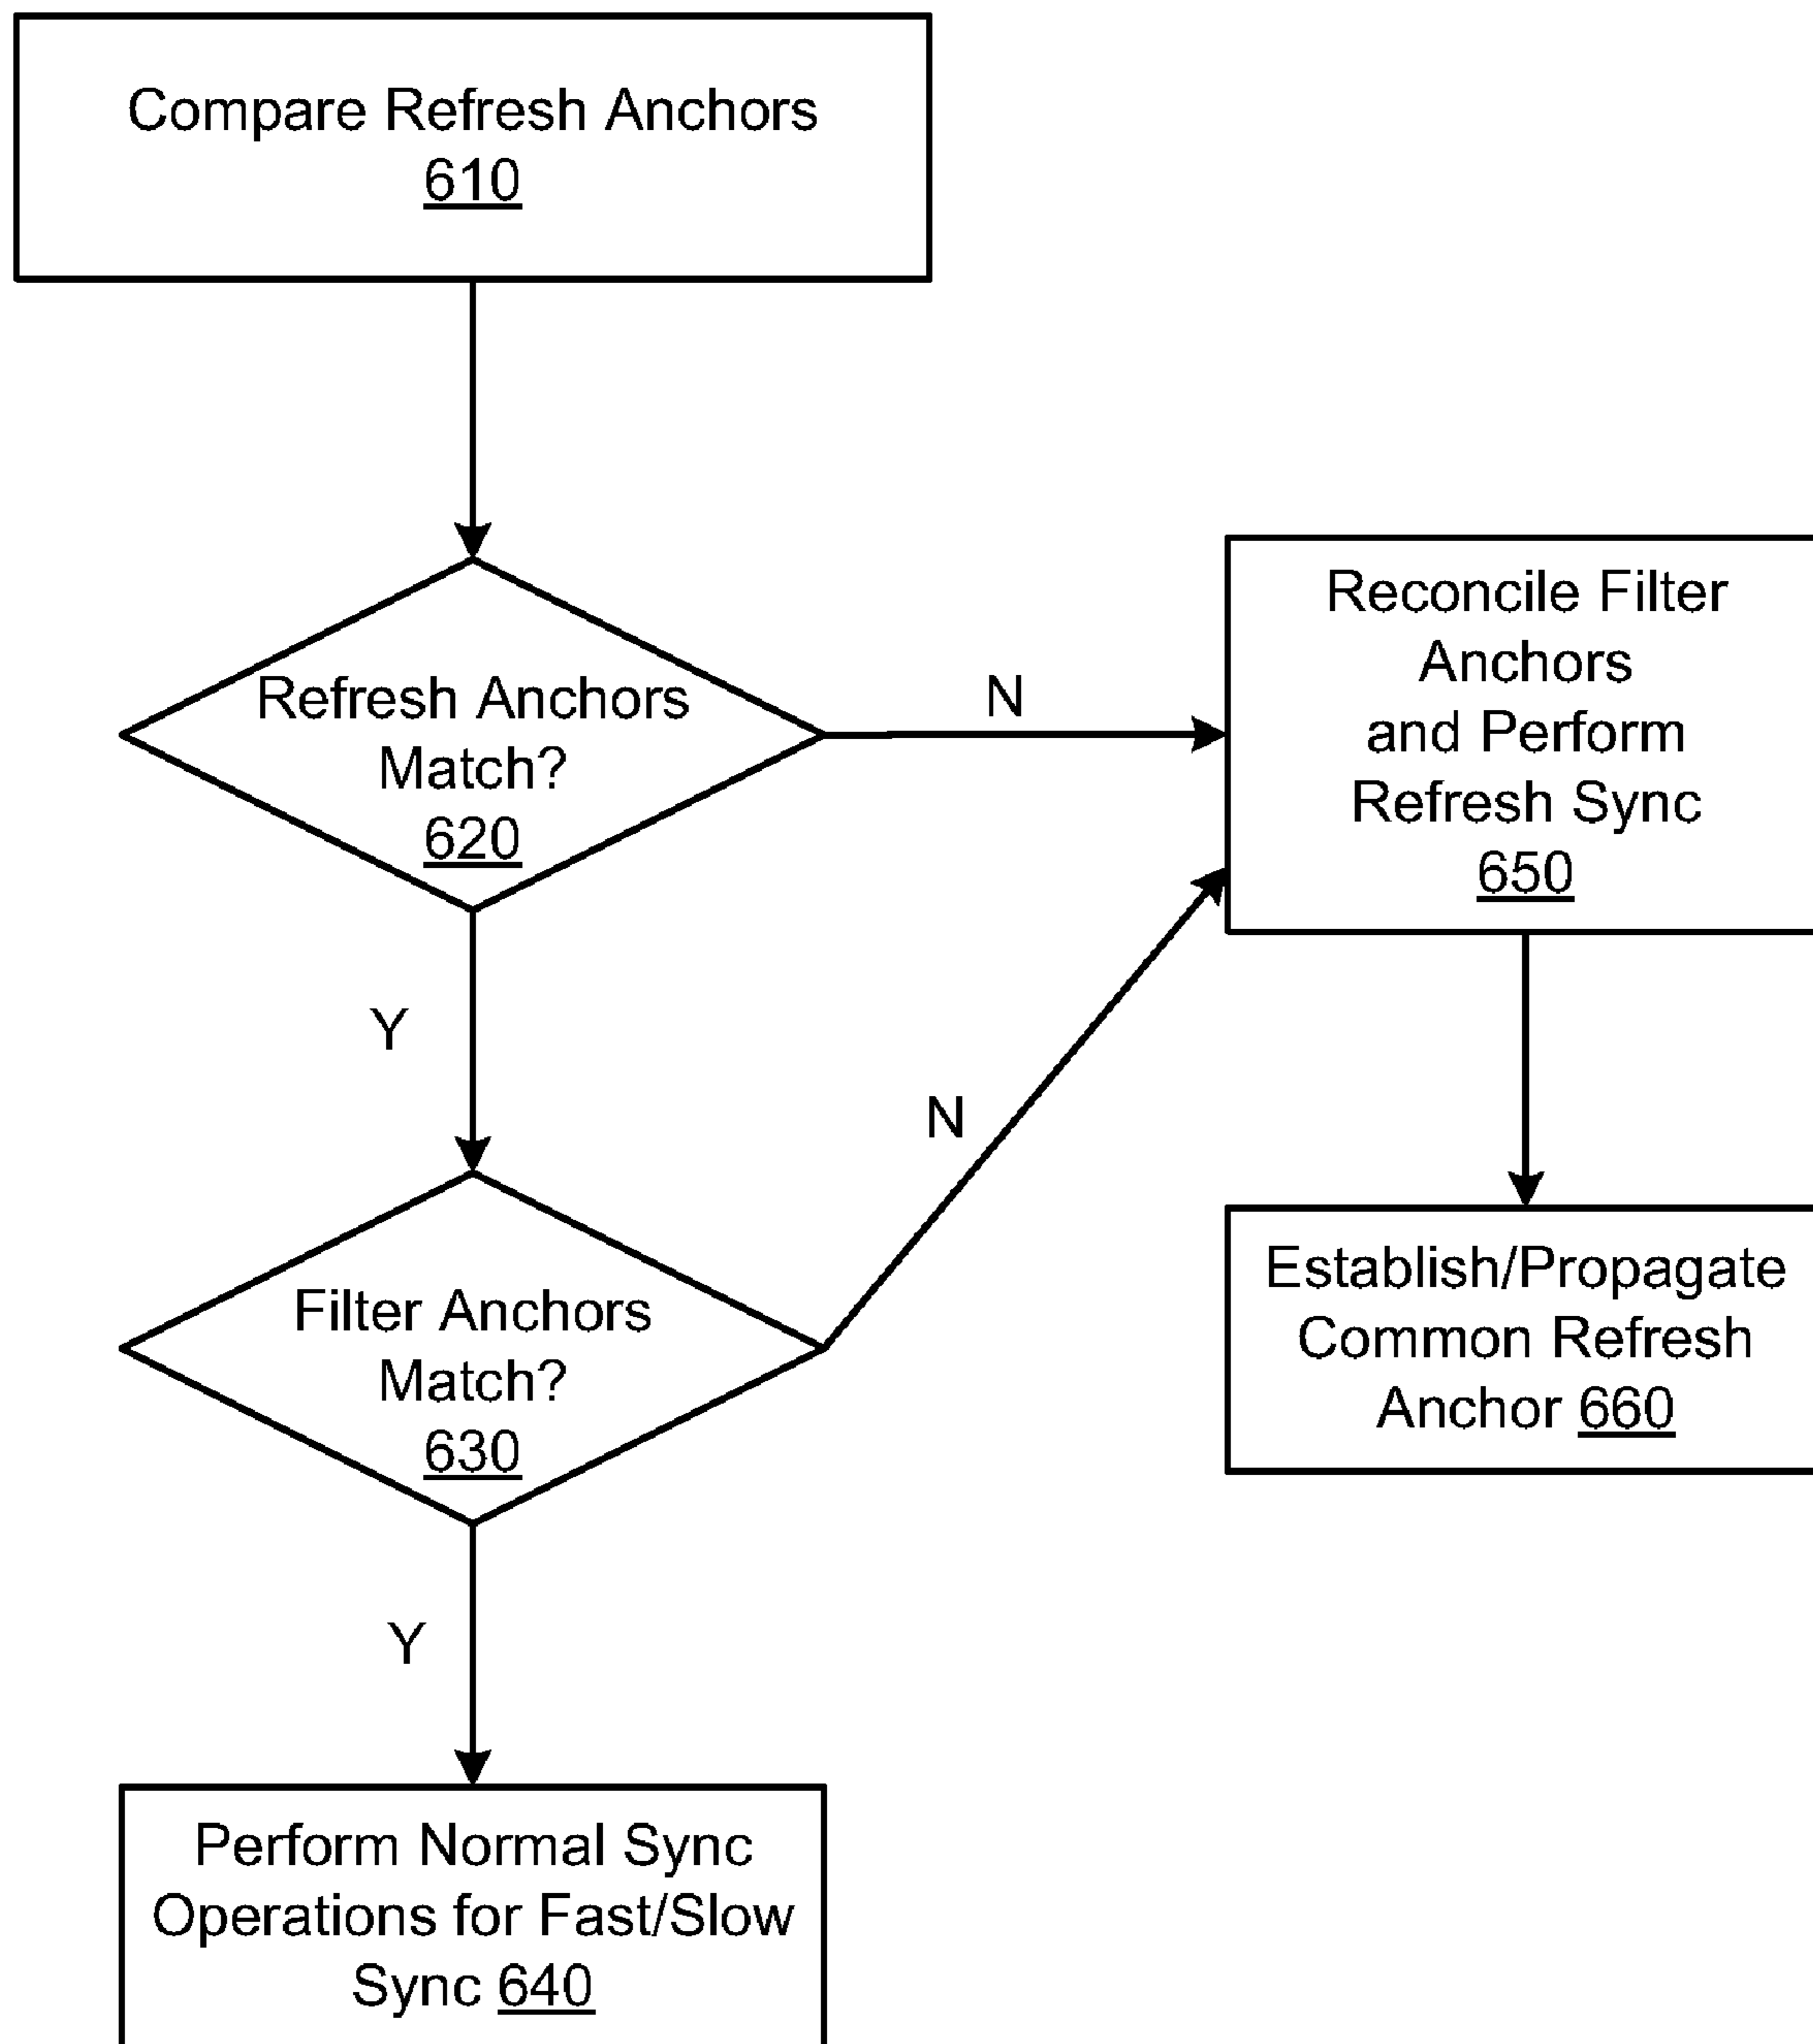 Compare Refresh Anchors
610
Refresh Anchors
Match?
620
N
Reconcile Filter
Anchors
and Perform
Refresh Sync
650
Y
N
Filter Anchors
Match?
630
Establish/Propagate
Common Refresh
Anchor 660
Y
Perform Normal Sync
Operations for Fast/Slow
Sync 640